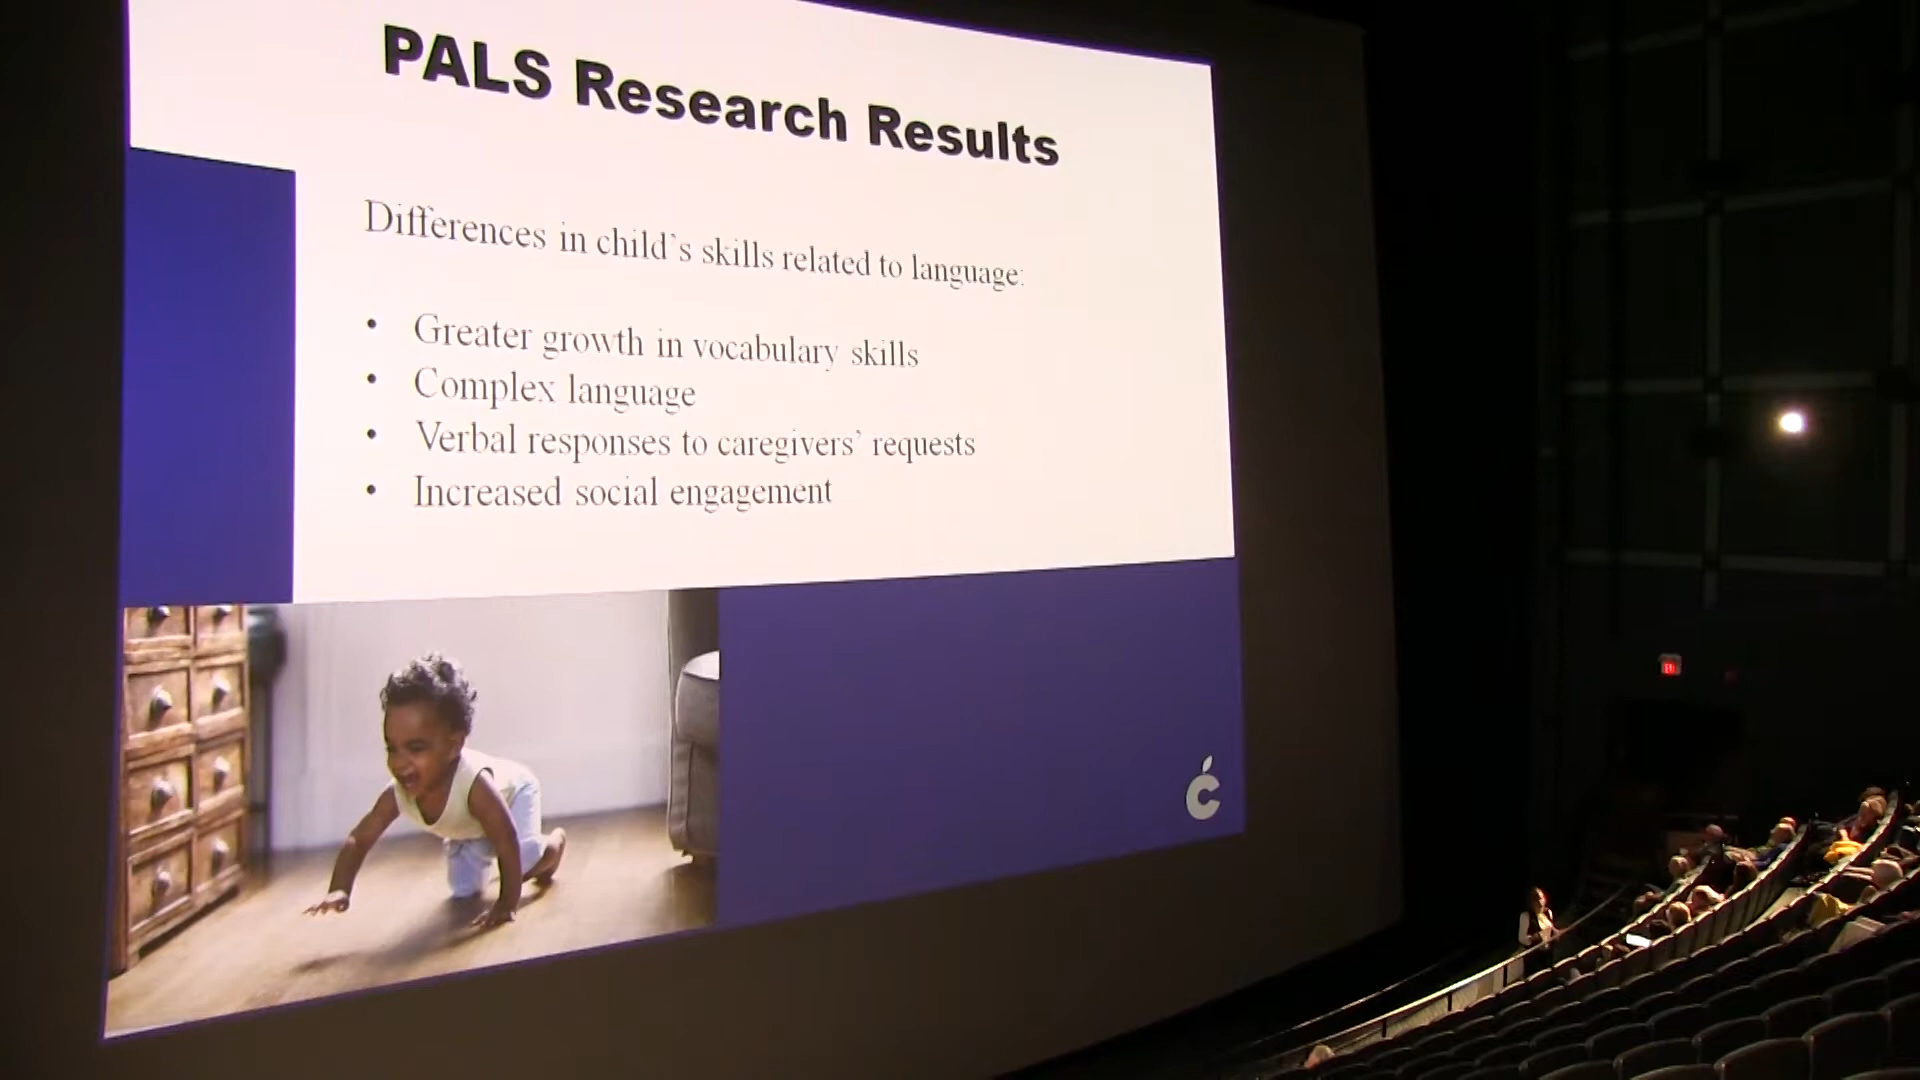 PALS Research Results
Differences in child's skills related to language:
• Greater growth in vocabulary skills
• Complex language
• Verbal responses to caregivers' requests
• Increased social engagement